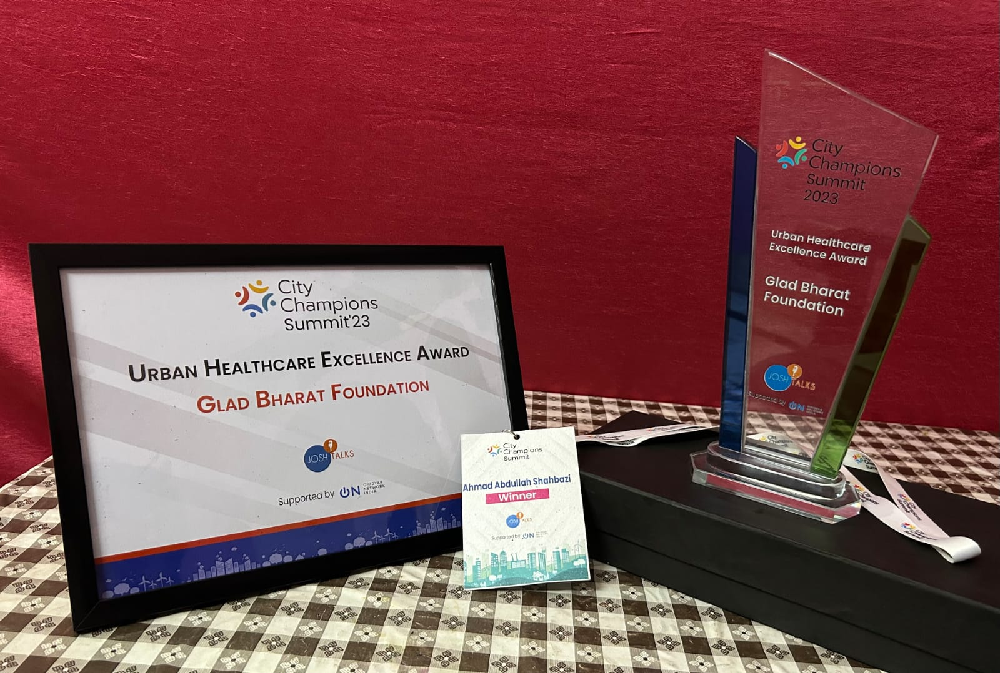 City
Champions
Summit'23
URBAN HEALTHCARE EXCELLENCE AWARD
GLAD BHARAT FOUNDATION
JOSH TALKS
Supported by ON OMIDYAR
NETWORK
INDIA
City
Champions
Summit
Ahmad Abdullah Shahbazi
Winner
JOSH TALKS
Supported by ON
City
Champions
Summit
2023
Urban Healthcare
Excellence Award
Glad Bharat
Foundation
JOSH TALKS
Supported by ON OMIDYAR
NETWORK
INDIA